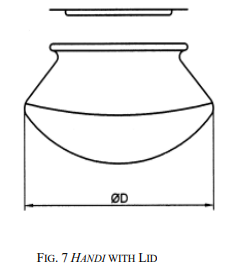 ØD
FIG. 7 HANDI WITH LID